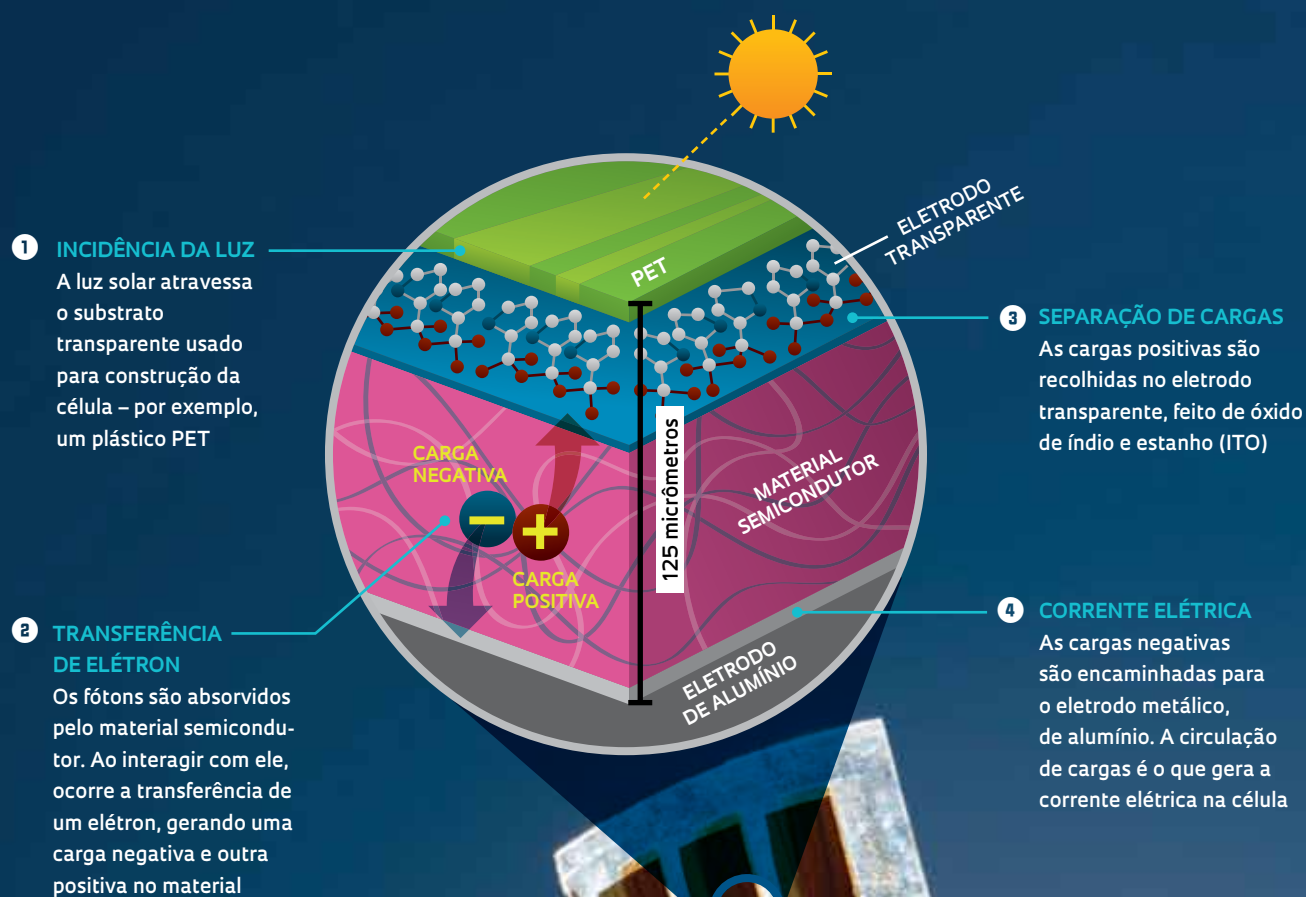 1 INCIDÊNCIA DA LUZ
A luz solar atravessa
o substrato
transparente usado
para construção da
célula – por exemplo,
um plástico PET
2 TRANSFERÊNCIA
DE ELÉTRON
Os fótons são absorvidos
pelo material semicondu-
tor. Ao interagir com ele,
ocorre a transferência de
um elétron, gerando uma
carga negativa e outra
positiva no material
PET
ELETRODO
TRANSPARENTE
CARGA
NEGATIVA
CARGA
POSITIVA
125 micrômetros
MATERIAL
SEMICONDUTOR
ELETRODO
DE ALUMÍNIO
3 SEPARAÇÃO DE CARGAS
As cargas positivas são
recolhidas no eletrodo
transparente, feito de óxido
de índio e estanho (ITO)
4 CORRENTE ELÉTRICA
As cargas negativas
são encaminhadas para
o eletrodo metálico,
de alumínio. A circulação
de cargas é o que gera a
corrente elétrica na célula